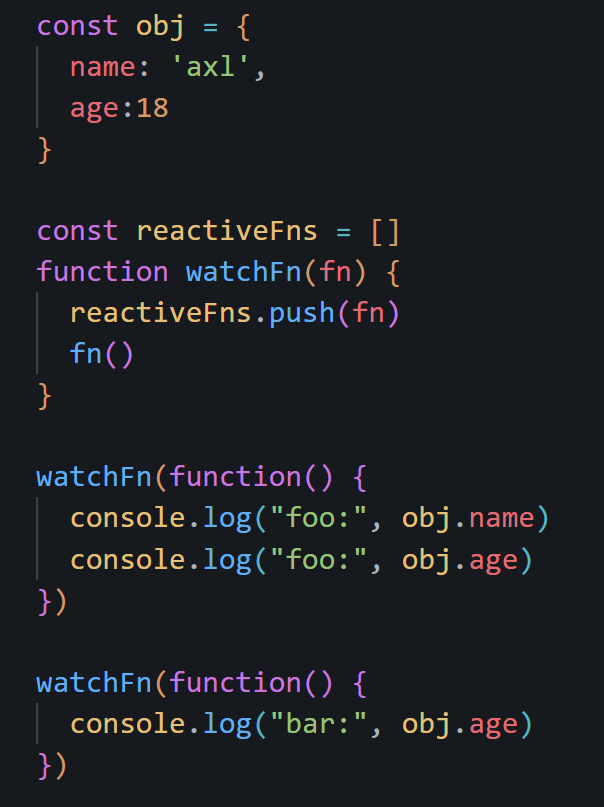 const obj = {
  name: 'axl',
  age:18
}

const reactiveFns = []
function watchFn(fn) {
  reactiveFns.push(fn)
  fn()
}

watchFn(function() {
  console.log("foo:", obj.name)
  console.log("foo:", obj.age)
})

watchFn(function() {
  console.log("bar:", obj.age)
})